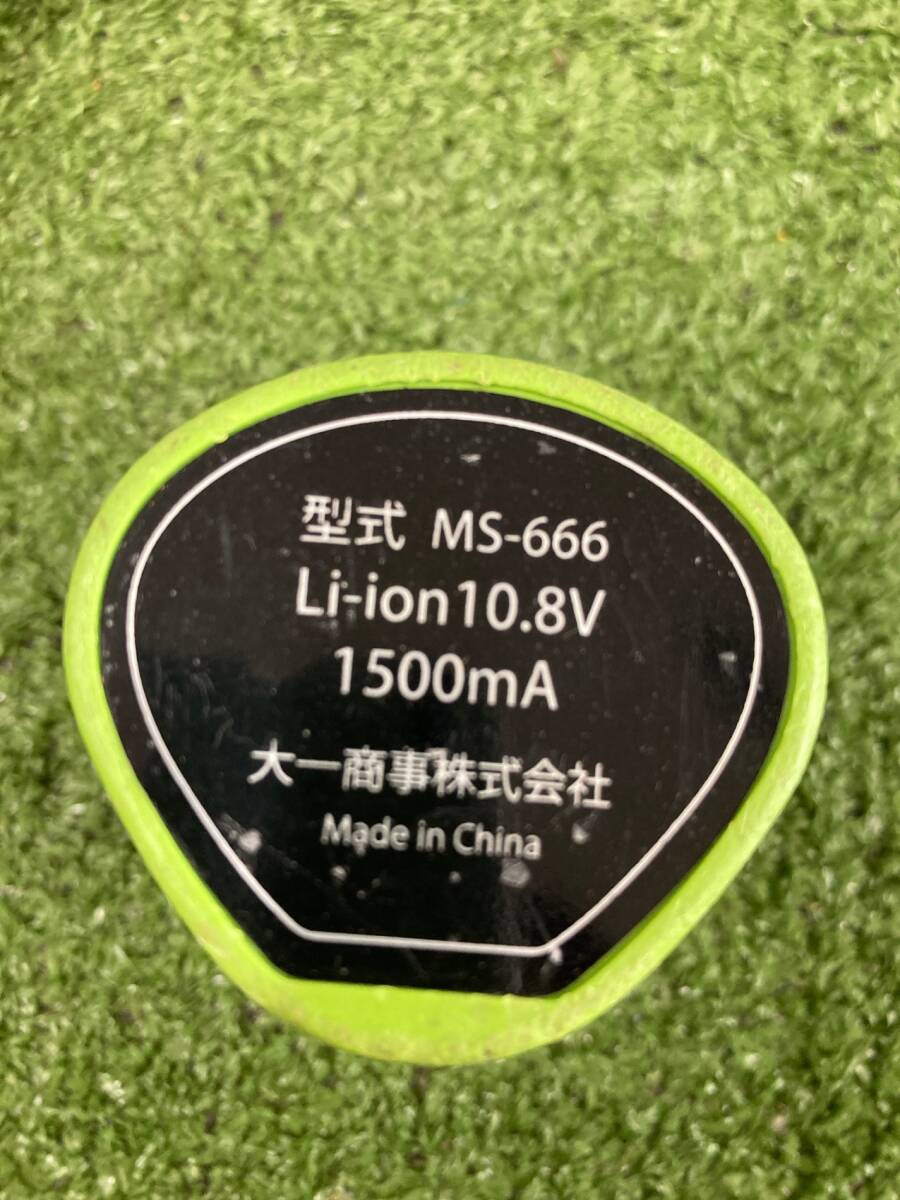 型式 MS-666
Li-ion10.8V
1500mA
大一商事株式会社
Made in China